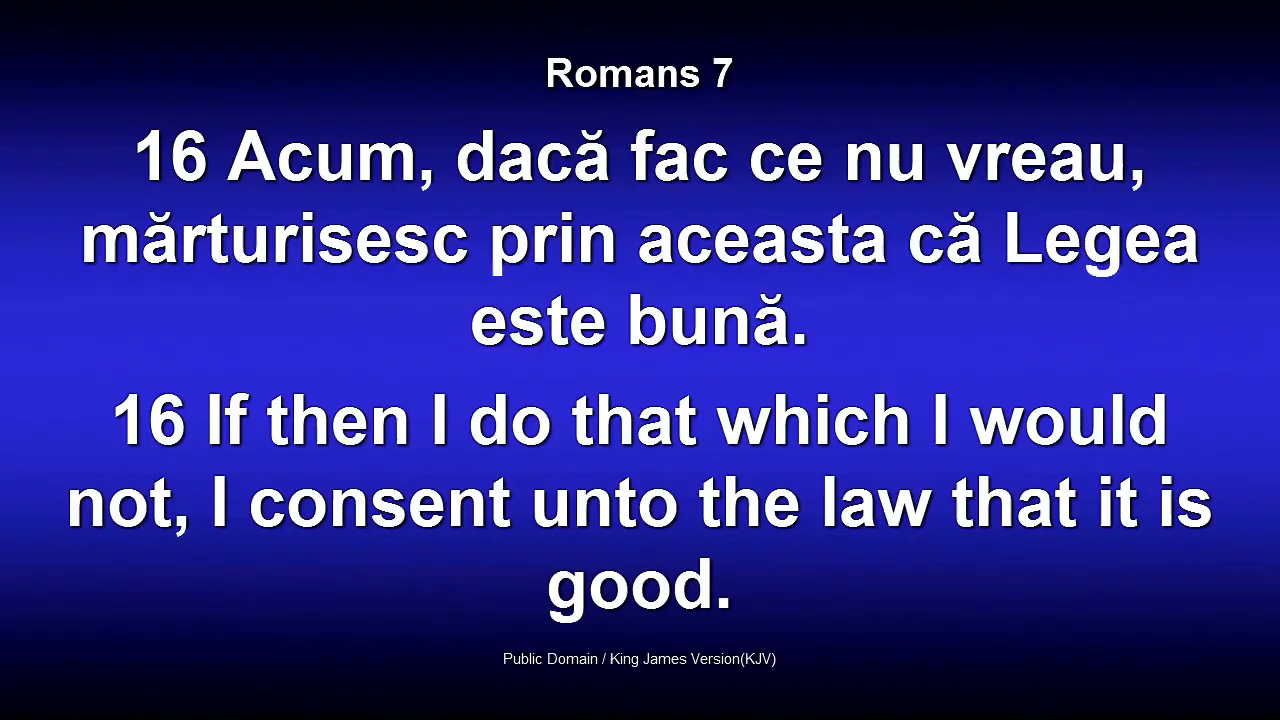 Romans 7
16 Acum, dacă fac ce nu vreau,
mărturisesc prin aceasta că Legea
este bună.
16 If then I do that which I would
not, I consent unto the law that it is
good.
Public Domain / King James Version(KJV)